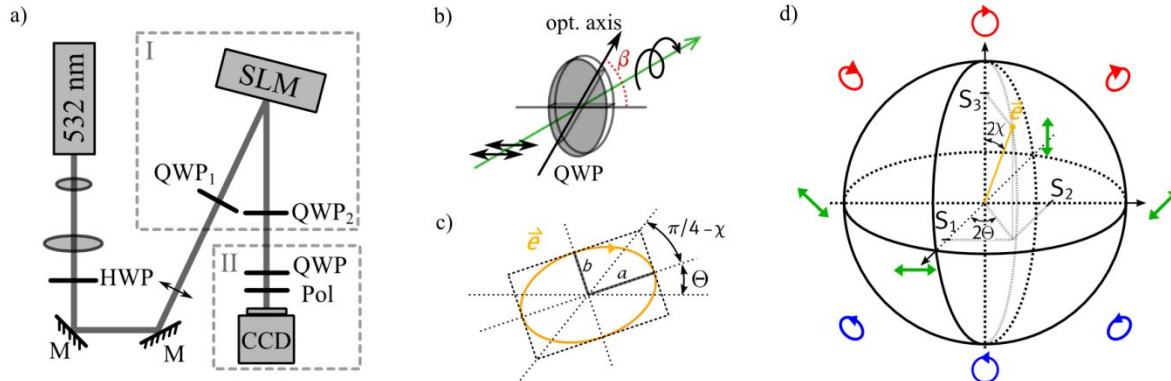 a)
532 nm
I
SLM
QWP₁
QWP₂
HWP
II
QWP
Pol
M
M
CCD
b)
opt. axis
β
QWP
c)
e⃗
π/4-χ
b
a
Θ
d)
S₃
e⃗
2χ
S₁
S₂
2Θ